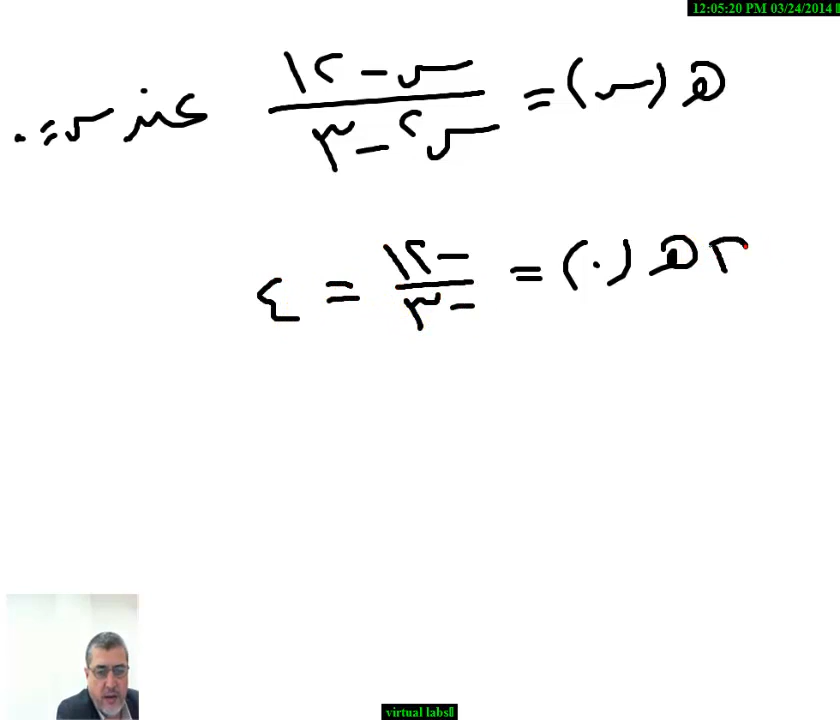 12:05:20 PM 03/24/2014
هـ (س) = (س - ١٢) / (س٢ - ٣) عند س = ٠
٢ هـ (٠) = -١٢ / -٣ = ٤
virtual labs